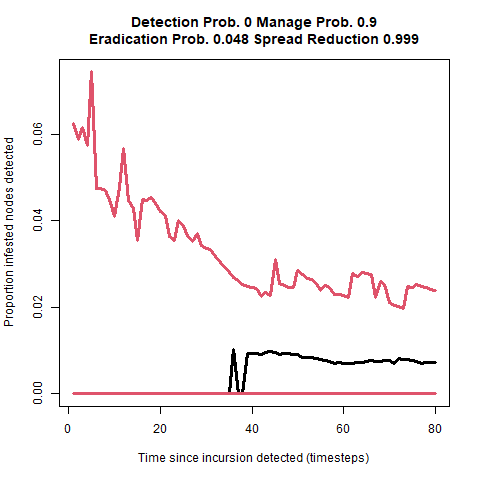 Detection Prob. 0 Manage Prob. 0.9
Eradication Prob. 0.048 Spread Reduction 0.999
Proportion infested nodes detected
0.06
0.04
0.02
0.00
0 20 40 60 80
Time since incursion detected (timesteps)